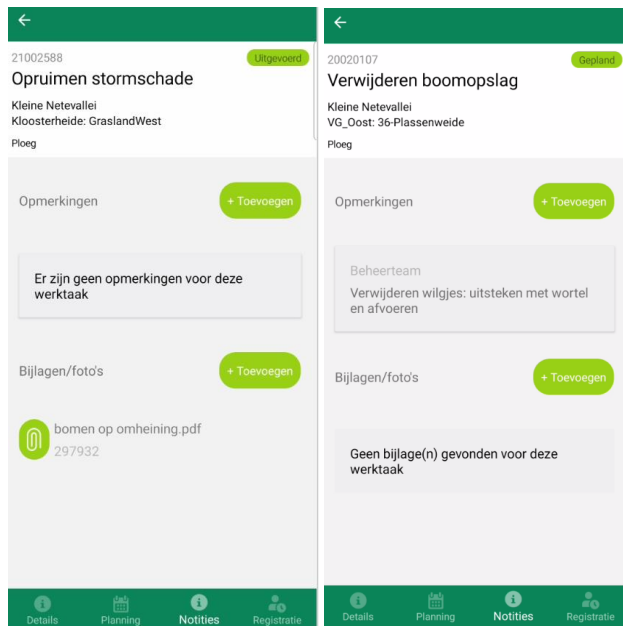 21002588
Uitgevoerd
Opruimen stormschade
Kleine Netevallei
Kloosterheide: GraslandWest
Ploeg
Opmerkingen
+ Toevoegen
Er zijn geen opmerkingen voor deze
werktaak
Bijlagen/foto's
+ Toevoegen
bomen op omheining.pdf
297932
Details
Planning
Notities
Registratie
20020107
Gepland
Verwijderen boomopslag
Kleine Netevallei
VG_Oost: 36-Plassenweide
Ploeg
Opmerkingen
+ Toevoegen
Beheerteam
Verwijderen wilgjes: uitsteken met wortel
en afvoeren
Bijlagen/foto's
+ Toevoegen
Geen bijlage(n) gevonden voor deze
werktaak
Details
Planning
Notities
Registratie